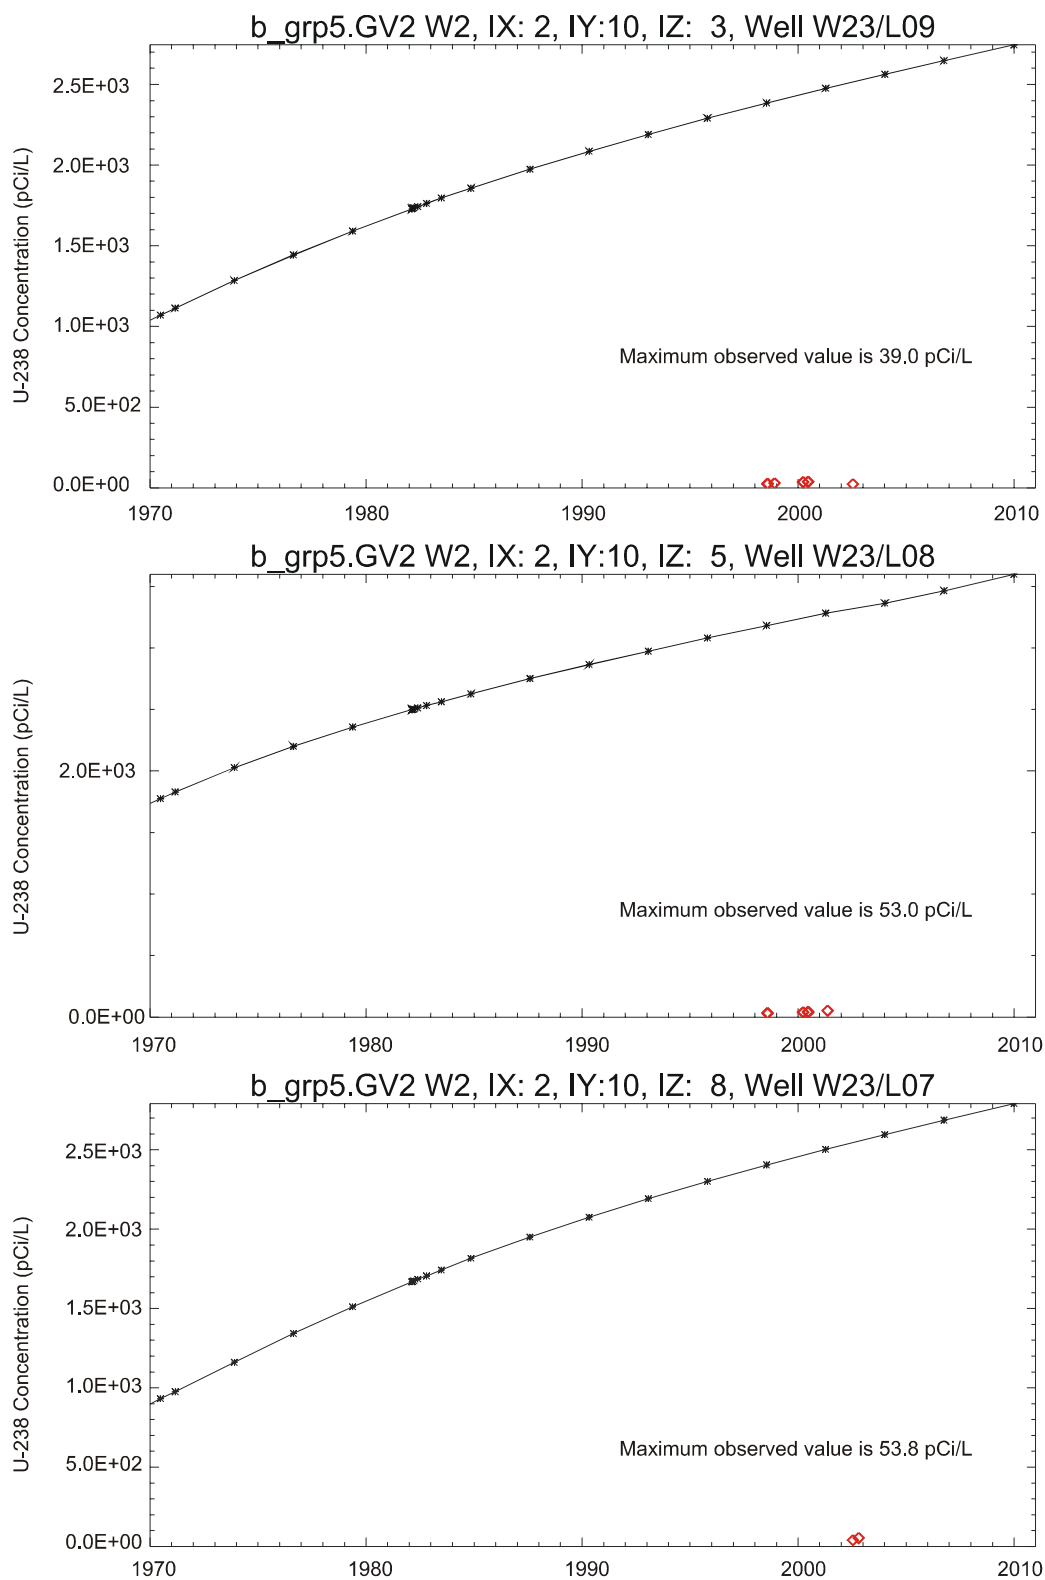 b_grp5.GV2 W2, IX: 2, IY:10, IZ: 3, Well W23/L09
2.5E+03
2.0E+03
1.5E+03
1.0E+03
5.0E+02
0.0E+00
U-238 Concentration (pCi/L)
Maximum observed value is 39.0 pCi/L
1970 1980 1990 2000 2010
b_grp5.GV2 W2, IX: 2, IY:10, IZ: 5, Well W23/L08
2.0E+03
0.0E+00
U-238 Concentration (pCi/L)
Maximum observed value is 53.0 pCi/L
1970 1980 1990 2000 2010
b_grp5.GV2 W2, IX: 2, IY:10, IZ: 8, Well W23/L07
2.5E+03
2.0E+03
1.5E+03
1.0E+03
5.0E+02
0.0E+00
U-238 Concentration (pCi/L)
Maximum observed value is 53.8 pCi/L
1970 1980 1990 2000 2010